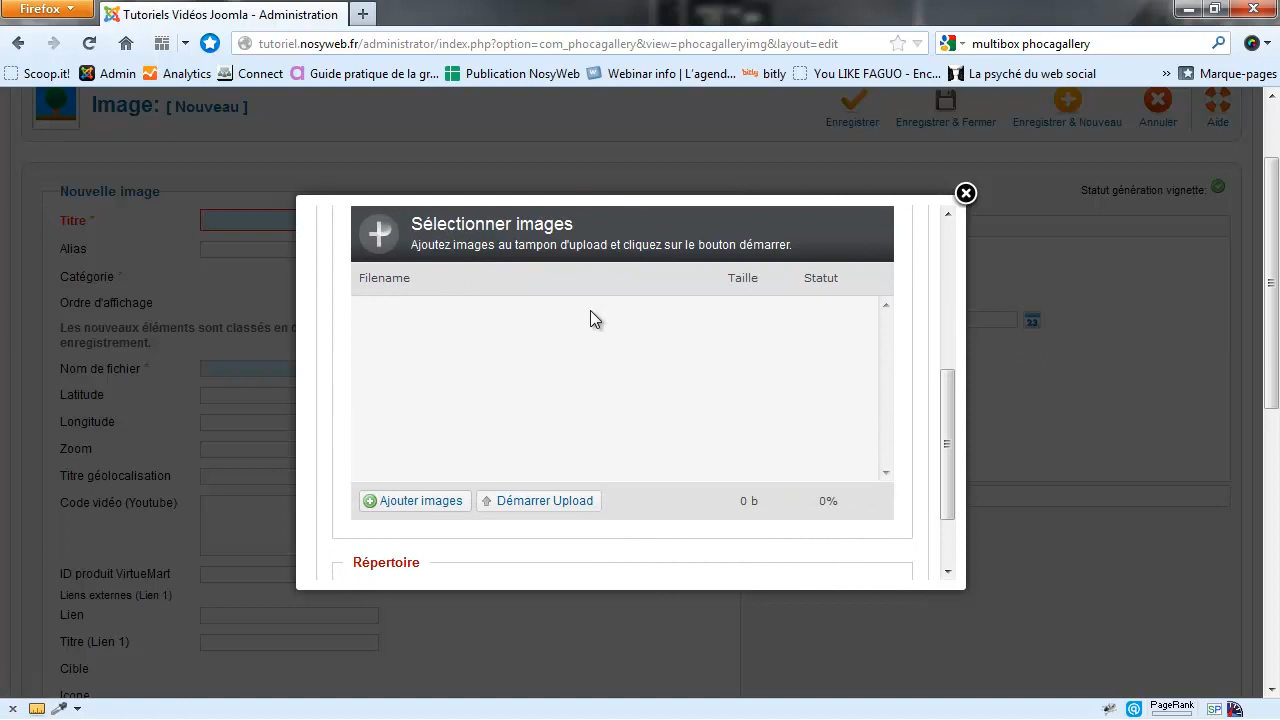 Firefox
Tutoriels Vidéos Joomla - Administration
tutoriel.nosyweb.fr/administrator/index.php?option=com_phocagallery&view=phocagalleryimg&layout=edit
multibox phocagallery
Scoop.it! Admin Analytics Connect Guide pratique de la gr... Publication NosyWeb Webinar info | L'agend... bitly You LIKE FAGUO - Enc... La psyché du web social » Marque-pages
Image: [ Nouveau ]
Enregistrer Enregistrer & Fermer Enregistrer & Nouveau Annuler Aide
Nouvelle image
Statut génération vignette:
Titre *
Alias
Catégorie *
Ordre d'affichage
Les nouveaux éléments sont classés en
enregistrement.
Nom de fichier *
Latitude
Longitude
Zoom
Titre géolocalisation
Code vidéo (Youtube)
ID produit VirtueMart
Liens externes (Lien 1)
Lien
Titre (Lien 1)
Cible
Icone
23
Sélectionner images
Ajoutez images au tampon d'upload et cliquez sur le bouton démarrer.
Filename Taille Statut
Ajouter images Démarrer Upload 0 b 0%
Répertoire
PageRank
SP